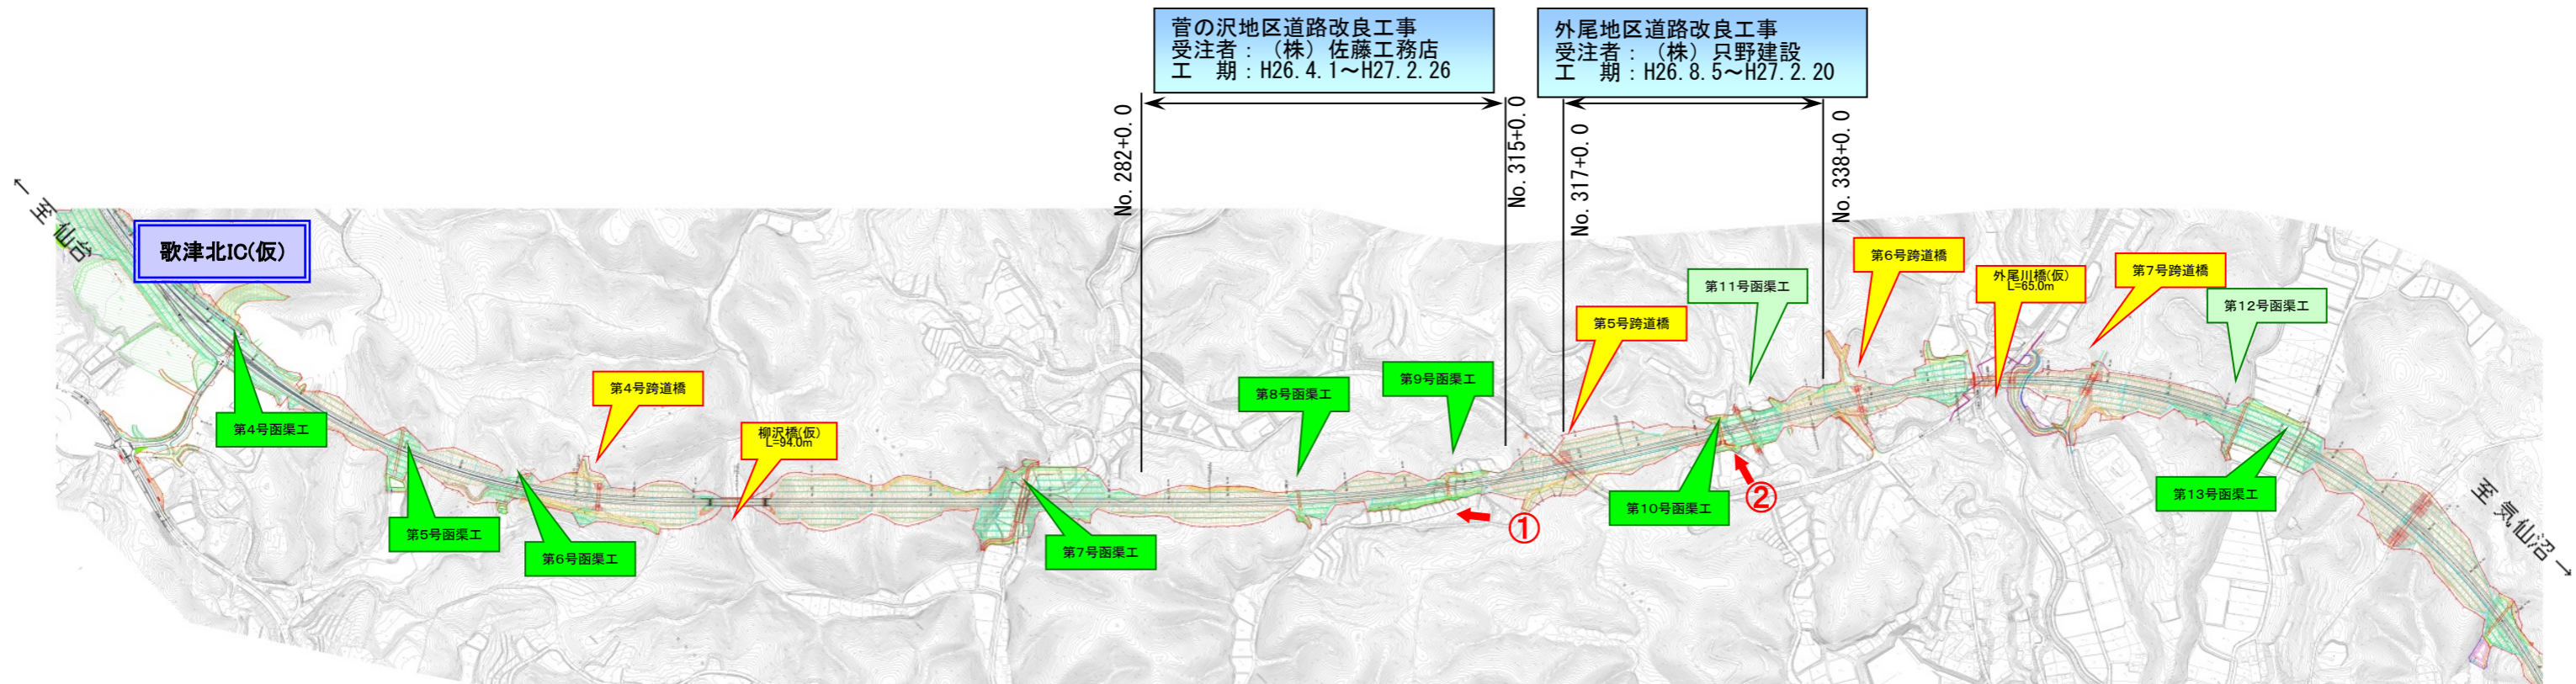 菅の沢地区道路改良工事
受注者：（株）佐藤工務店
工　期：H26.4.1～H27.2.26
外尾地区道路改良工事
受注者：（株）只野建設
工　期：H26.8.5～H27.2.20
No.282+0.0
No.315+0.0
No.317+0.0
No.338+0.0
← 至 仙台
歌津北IC(仮)
第4号函渠工
第5号函渠工
第6号函渠工
第4号跨道橋
柳沢橋(仮)
L=94.0m
第7号函渠工
第8号函渠工
第9号函渠工
①
第5号跨道橋
第10号函渠工
②
第11号函渠工
第6号跨道橋
外尾川橋(仮)
L=65.0m
第7号跨道橋
第12号函渠工
第13号函渠工
至 気仙沼 →